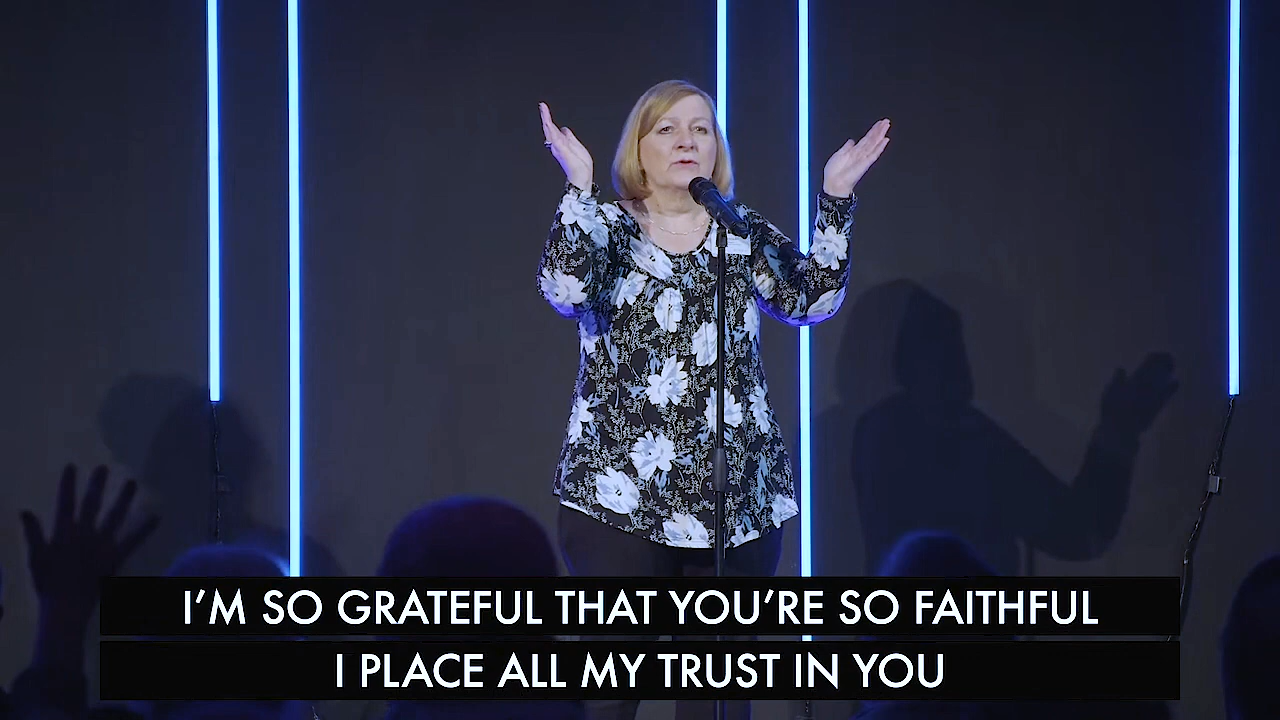 I’M SO GRATEFUL THAT YOU’RE SO FAITHFUL
I PLACE ALL MY TRUST IN YOU